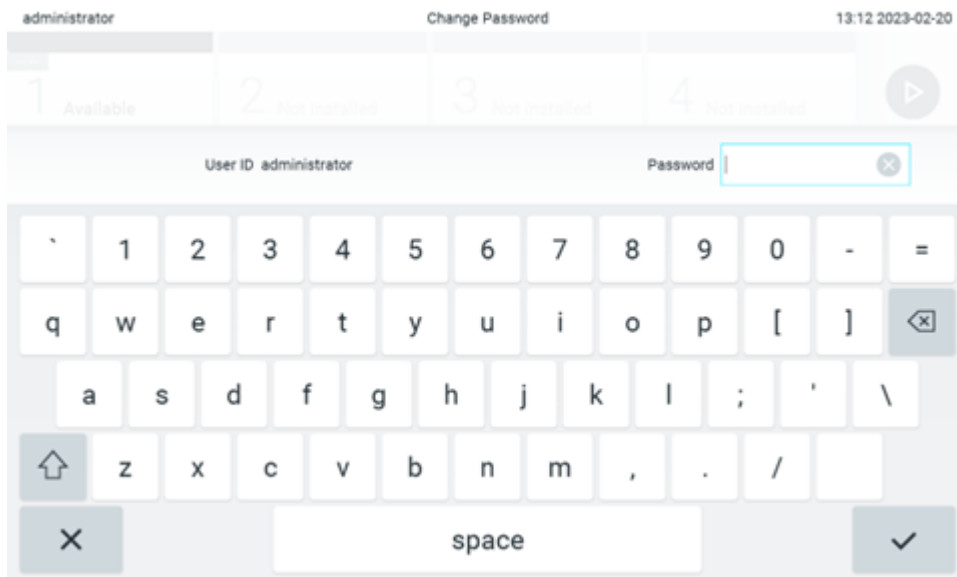 administrator Change Password 13:12 2023-02-20
1 Available 2 Not installed 3 Not installed 4 Not installed
User ID administrator Password
` 1 2 3 4 5 6 7 8 9 0 - =
q w e r t y u i o p [ ]
a s d f g h j k l ; ' \
z x c v b n m , . /
space